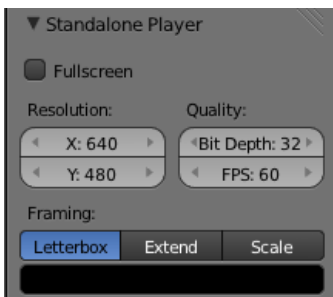 Standalone Player
Fullscreen
Resolution: Quality:
X: 640 Bit Depth: 32
Y: 480 FPS: 60
Framing:
Letterbox Extend Scale